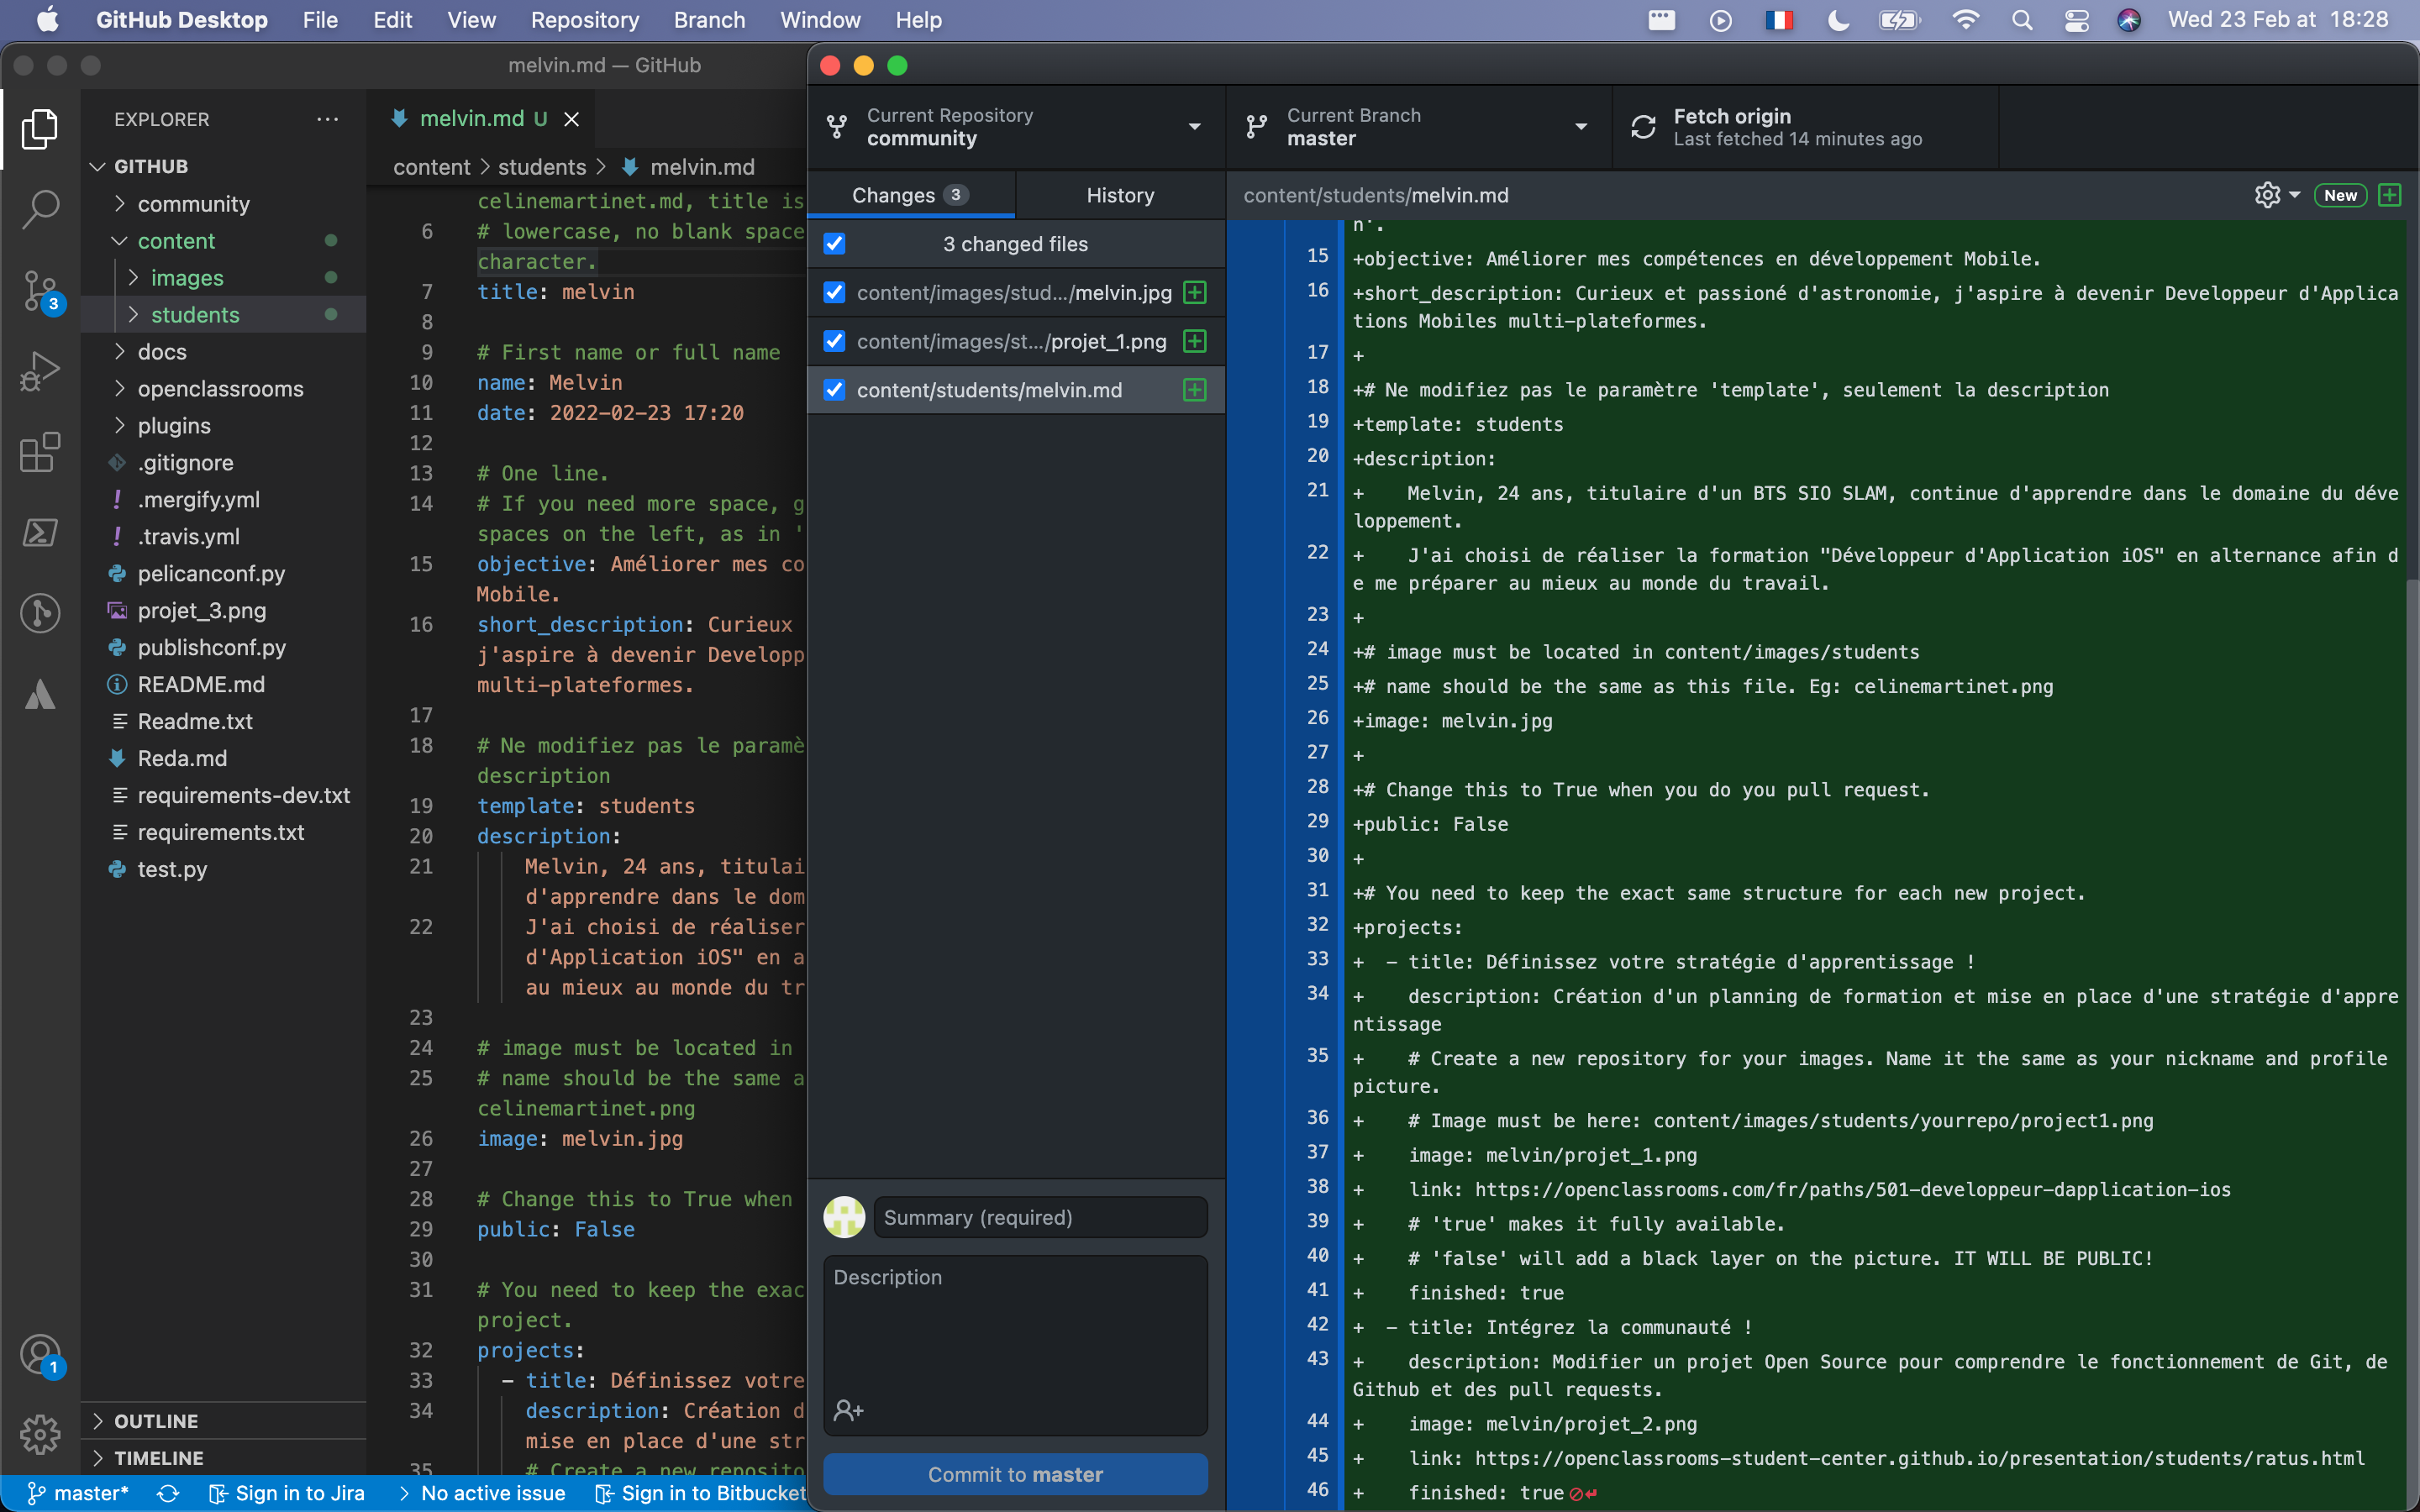 GitHub Desktop File Edit View Repository Branch Window Help Wed 23 Feb at 18:28
melvin.md — GitHub
EXPLORER
GITHUB
community
content
images
students
docs
openclassrooms
plugins
.gitignore
.mergify.yml
.travis.yml
pelicanconf.py
projet_3.png
publishconf.py
README.md
Readme.txt
Reda.md
requirements-dev.txt
requirements.txt
test.py
OUTLINE
TIMELINE
3
1
melvin.md U
content > students > melvin.md
celinemartinet.md, title is
6 # lowercase, no blank space
character.
7 title: melvin
8
9 # First name or full name
10 name: Melvin
11 date: 2022-02-23 17:20
12
13 # One line.
14 # If you need more space, g
spaces on the left, as in '
15 objective: Améliorer mes co
Mobile.
16 short_description: Curieux
j'aspire à devenir Developp
multi-plateformes.
17
18 # Ne modifiez pas le paramè
description
19 template: students
20 description:
21 Melvin, 24 ans, titulai
d'apprendre dans le dom
22 J'ai choisi de réaliser
d'Application iOS" en a
au mieux au monde du tr
23
24 # image must be located in
25 # name should be the same a
celinemartinet.png
26 image: melvin.jpg
27
28 # Change this to True when
29 public: False
30
31 # You need to keep the exac
project.
32 projects:
33 - title: Définissez votre
34 description: Création d
mise en place d'une str
35 # Create a new reposito
master* Sign in to Jira No active issue Sign in to Bitbucket
Current Repository
community
Current Branch
master
Fetch origin
Last fetched 14 minutes ago
Changes 3 History
3 changed files
content/images/stud.../melvin.jpg
content/images/st.../projet_1.png
content/students/melvin.md
Summary (required)
Description
Commit to master
content/students/melvin.md New
n'.
15 +objective: Améliorer mes compétences en développement Mobile.
16 +short_description: Curieux et passioné d'astronomie, j'aspire à devenir Developpeur d'Applica
tions Mobiles multi-plateformes.
17 +
18 +# Ne modifiez pas le paramètre 'template', seulement la description
19 +template: students
20 +description:
21 + Melvin, 24 ans, titulaire d'un BTS SIO SLAM, continue d'apprendre dans le domaine du déve
loppement.
22 + J'ai choisi de réaliser la formation "Développeur d'Application iOS" en alternance afin d
e me préparer au mieux au monde du travail.
23 +
24 +# image must be located in content/images/students
25 +# name should be the same as this file. Eg: celinemartinet.png
26 +image: melvin.jpg
27 +
28 +# Change this to True when you do you pull request.
29 +public: False
30 +
31 +# You need to keep the exact same structure for each new project.
32 +projects:
33 + - title: Définissez votre stratégie d'apprentissage !
34 + description: Création d'un planning de formation et mise en place d'une stratégie d'appre
ntissage
35 + # Create a new repository for your images. Name it the same as your nickname and profile
picture.
36 + # Image must be here: content/images/students/yourrepo/project1.png
37 + image: melvin/projet_1.png
38 + link: https://openclassrooms.com/fr/paths/501-developpeur-dapplication-ios
39 + # 'true' makes it fully available.
40 + # 'false' will add a black layer on the picture. IT WILL BE PUBLIC!
41 + finished: true
42 + - title: Intégrez la communauté !
43 + description: Modifier un projet Open Source pour comprendre le fonctionnement de Git, de
Github et des pull requests.
44 + image: melvin/projet_2.png
45 + link: https://openclassrooms-student-center.github.io/presentation/students/ratus.html
46 + finished: true